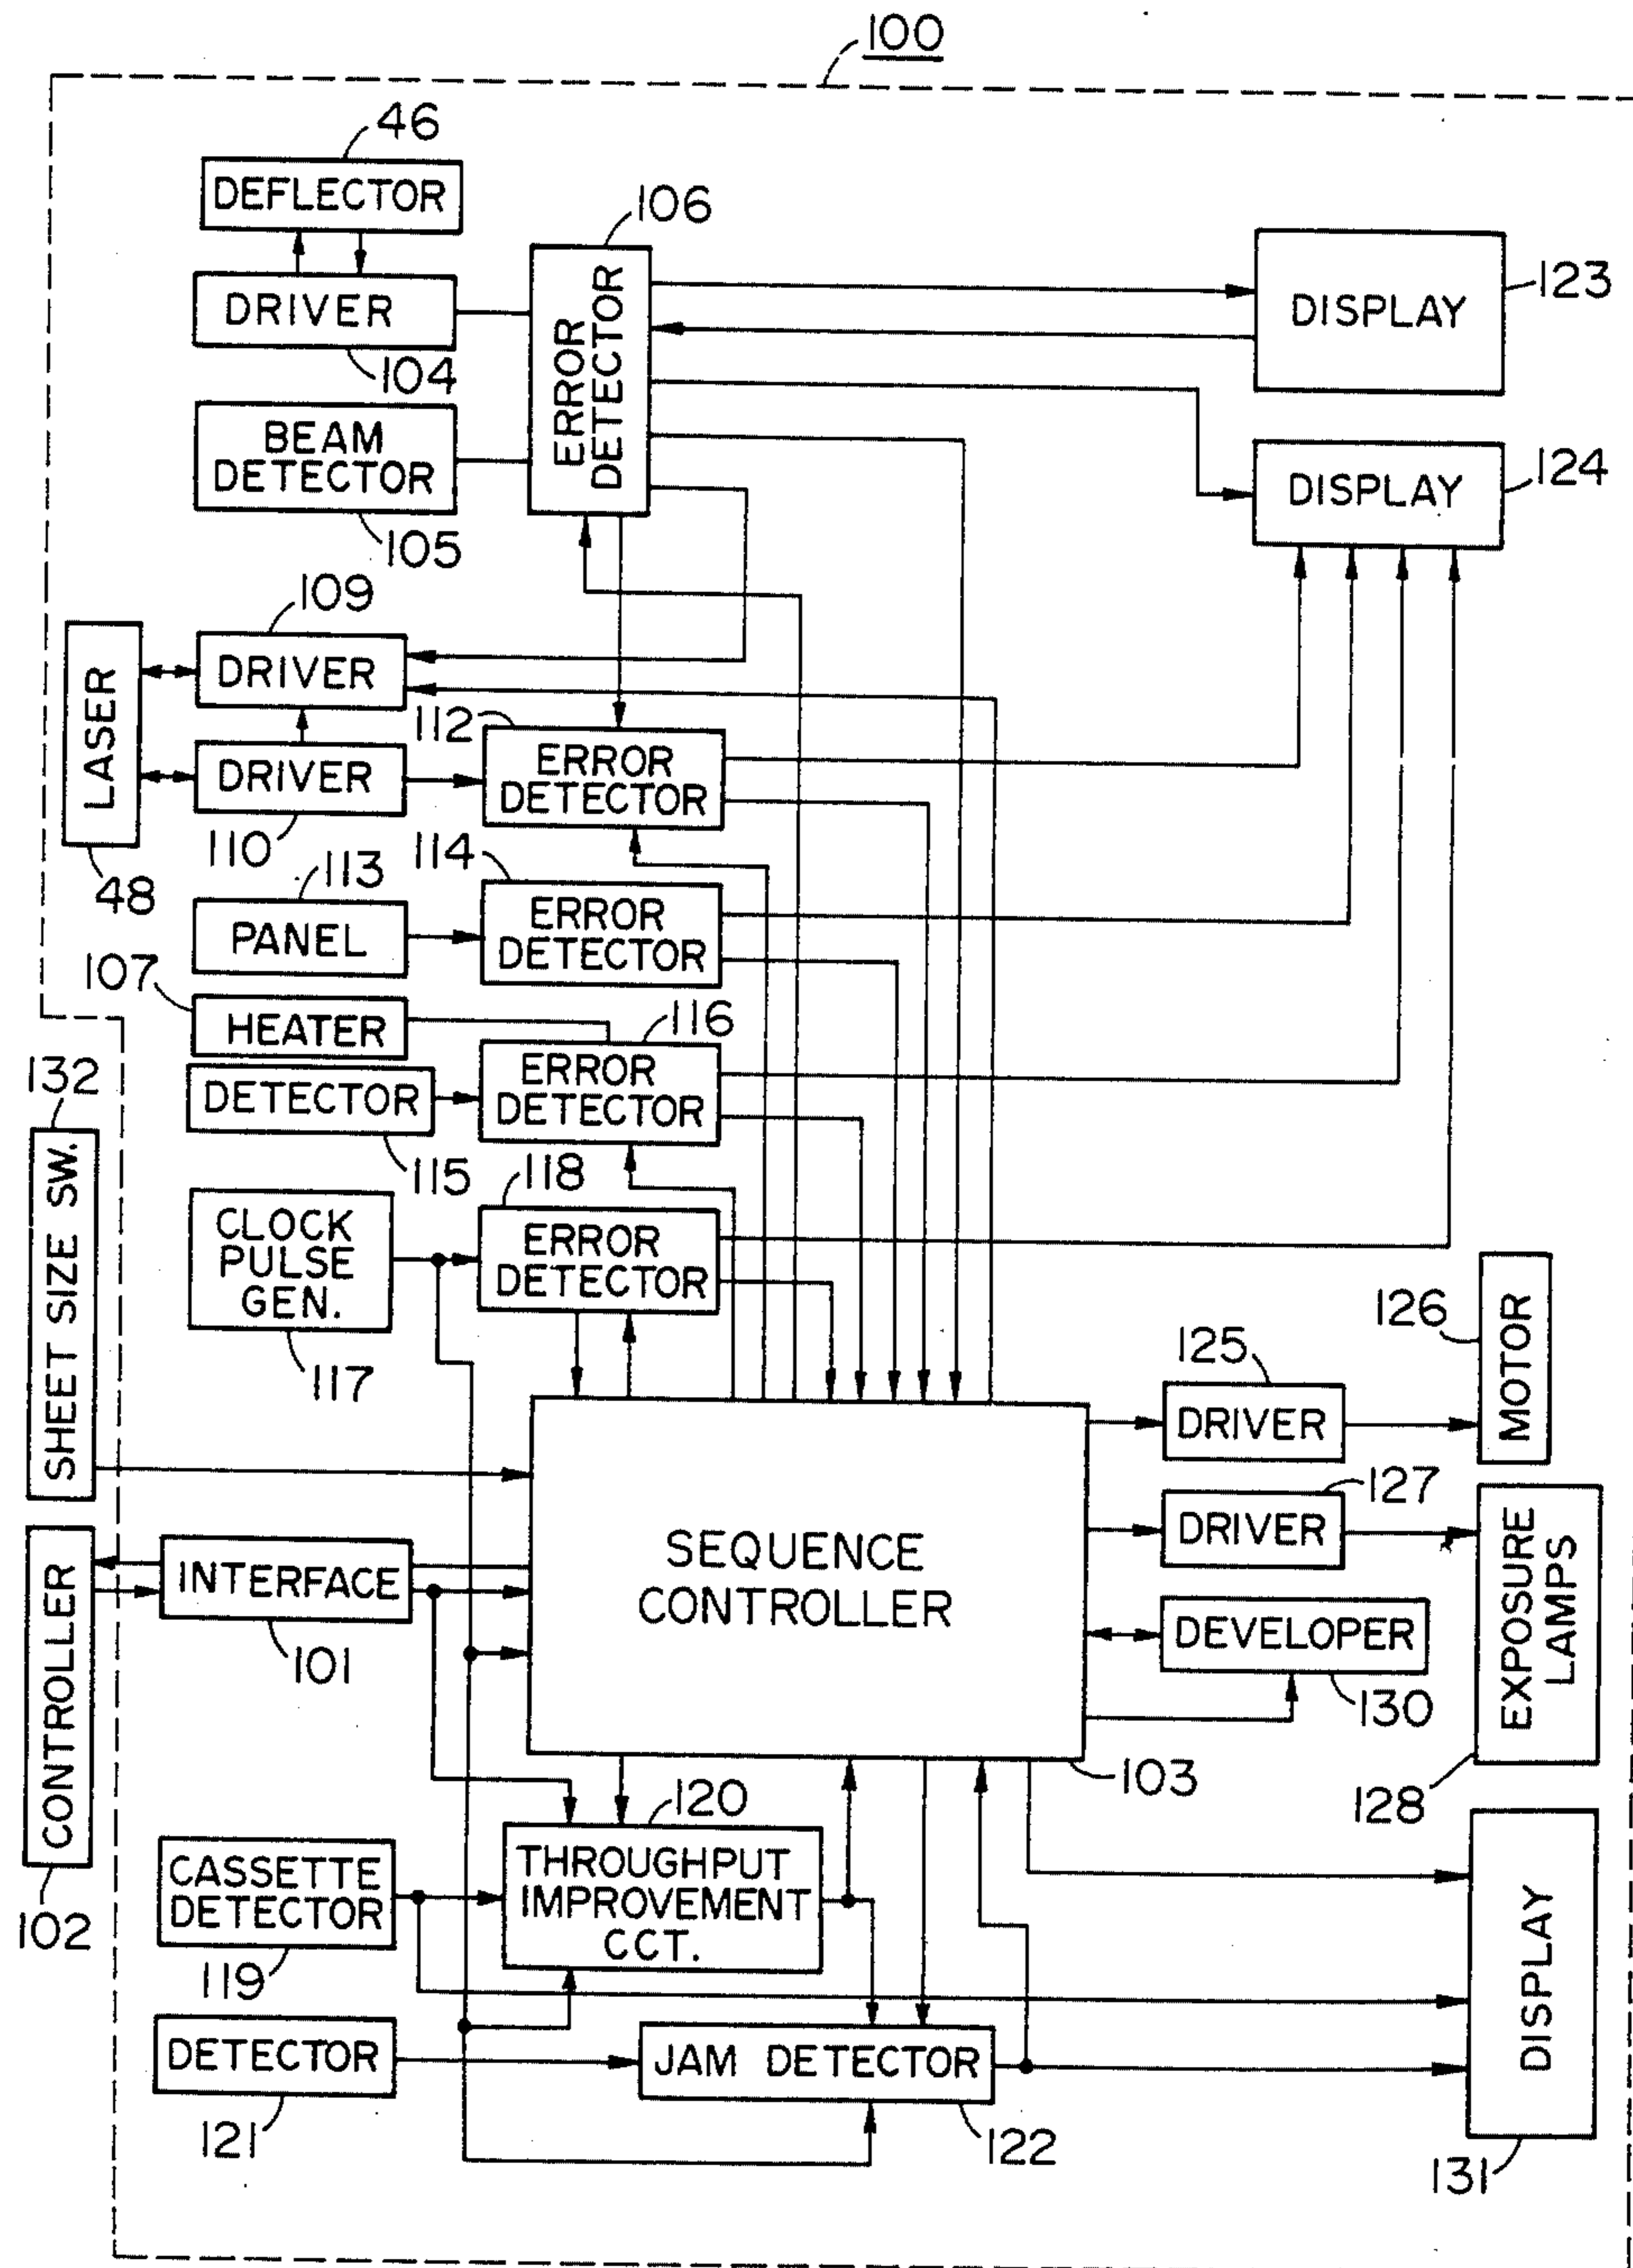 100
46
DEFLECTOR
106
DRIVER
104
ERROR
DETECTOR
DISPLAY
123
BEAM
DETECTOR
105
DISPLAY
124
109
DRIVER
LASER
48
112
DRIVER
110
ERROR
DETECTOR
114
113
PANEL
ERROR
DETECTOR
107
HEATER
116
132
DETECTOR
115
ERROR
DETECTOR
SHEET SIZE SW.
118
CLOCK
PULSE
GEN.
117
ERROR
DETECTOR
126
MOTOR
125
DRIVER
127
DRIVER
EXPOSURE
LAMPS
128
SEQUENCE
CONTROLLER
103
INTERFACE
101
CONTROLLER
102
DEVELOPER
130
120
CASSETTE
DETECTOR
119
THROUGHPUT
IMPROVEMENT
CCT.
DETECTOR
121
JAM DETECTOR
122
DISPLAY
131